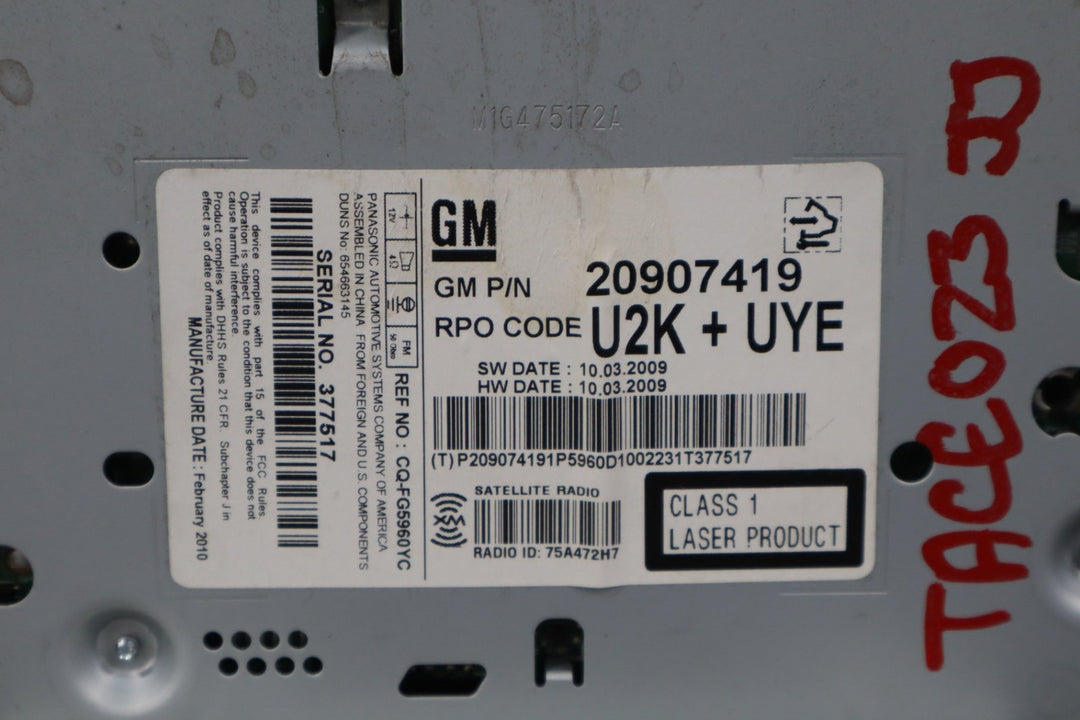 M1G475172A
GM
GM P/N 20907419
RPO CODE U2K + UYE
SW DATE : 10.03.2009
HW DATE : 10.03.2009
(T)P209074191P5960D1002231T377517
SATELLITE RADIO
RADIO ID: 75A472H7
CLASS 1
LASER PRODUCT
12V
4Ω
FM
REF NO : CQ-FG5960YC
PANASONIC AUTOMOTIVE SYSTEMS COMPANY OF AMERICA
ASSEMBLED IN CHINA FROM FOREIGN AND U.S. COMPONENTS
DUNS No: 654663145
SERIAL NO. 377517
This device complies with part 15 of the FCC Rules.
Operation is subject to the condition that this device does not
cause harmful interference.
Product complies with DHHS Rules 21 CFR. Subchapter J in
effect as of date of manufacture.
MANUFACTURE DATE : February 2010